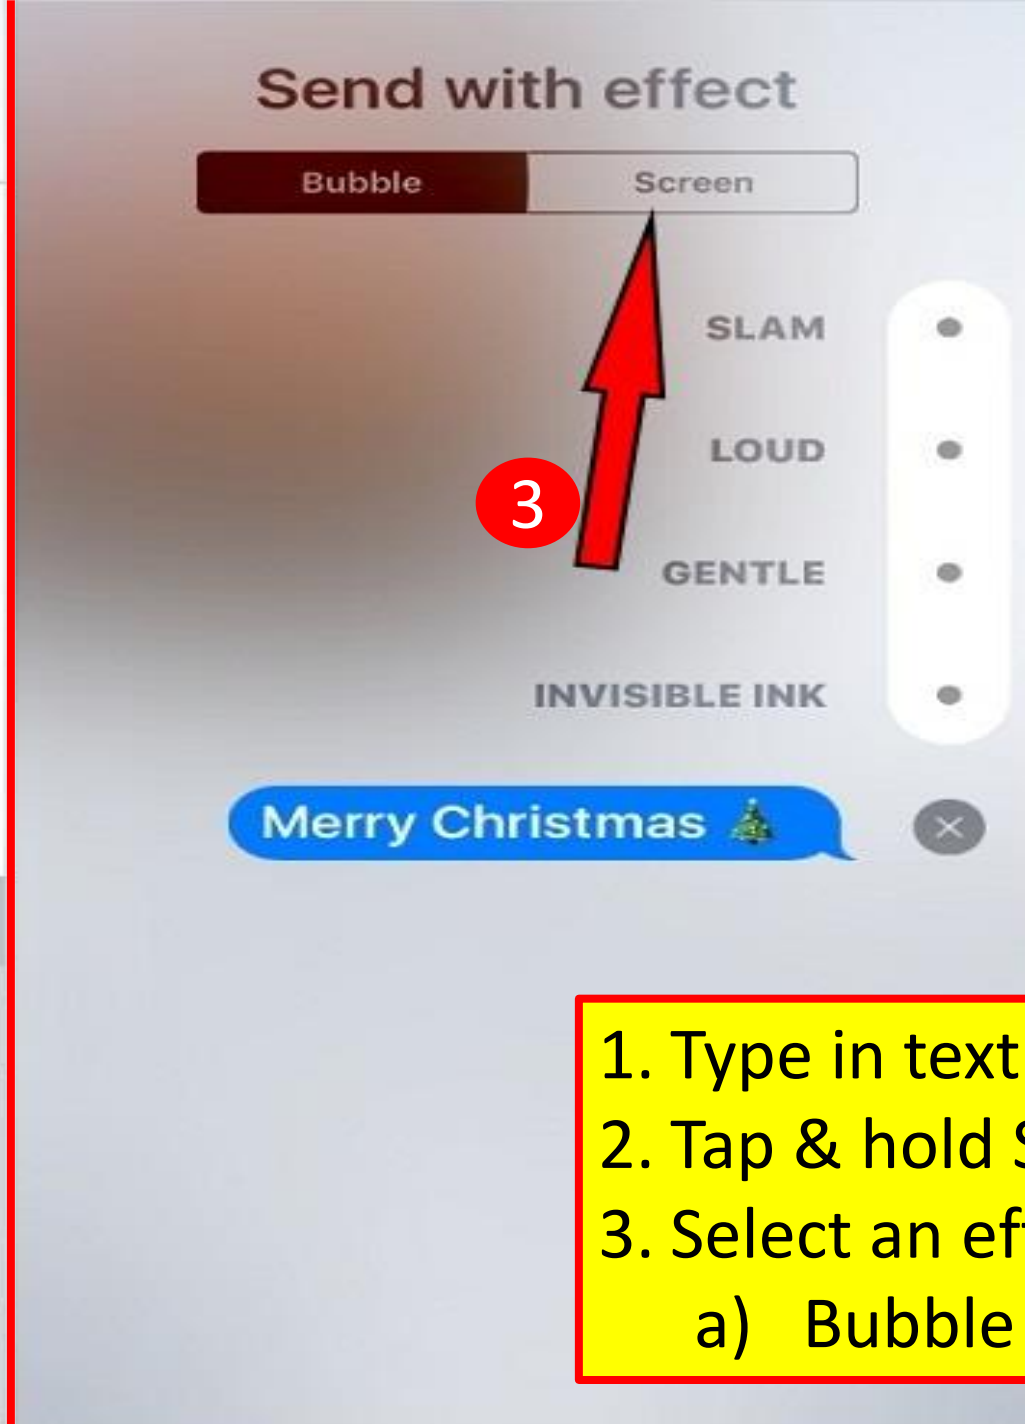 Send with effect
Bubble Screen
SLAM
LOUD
3
GENTLE
INVISIBLE INK
Merry Christmas 🎄
1. Type in text
2. Tap & hold
3. Select an
a) Bubble